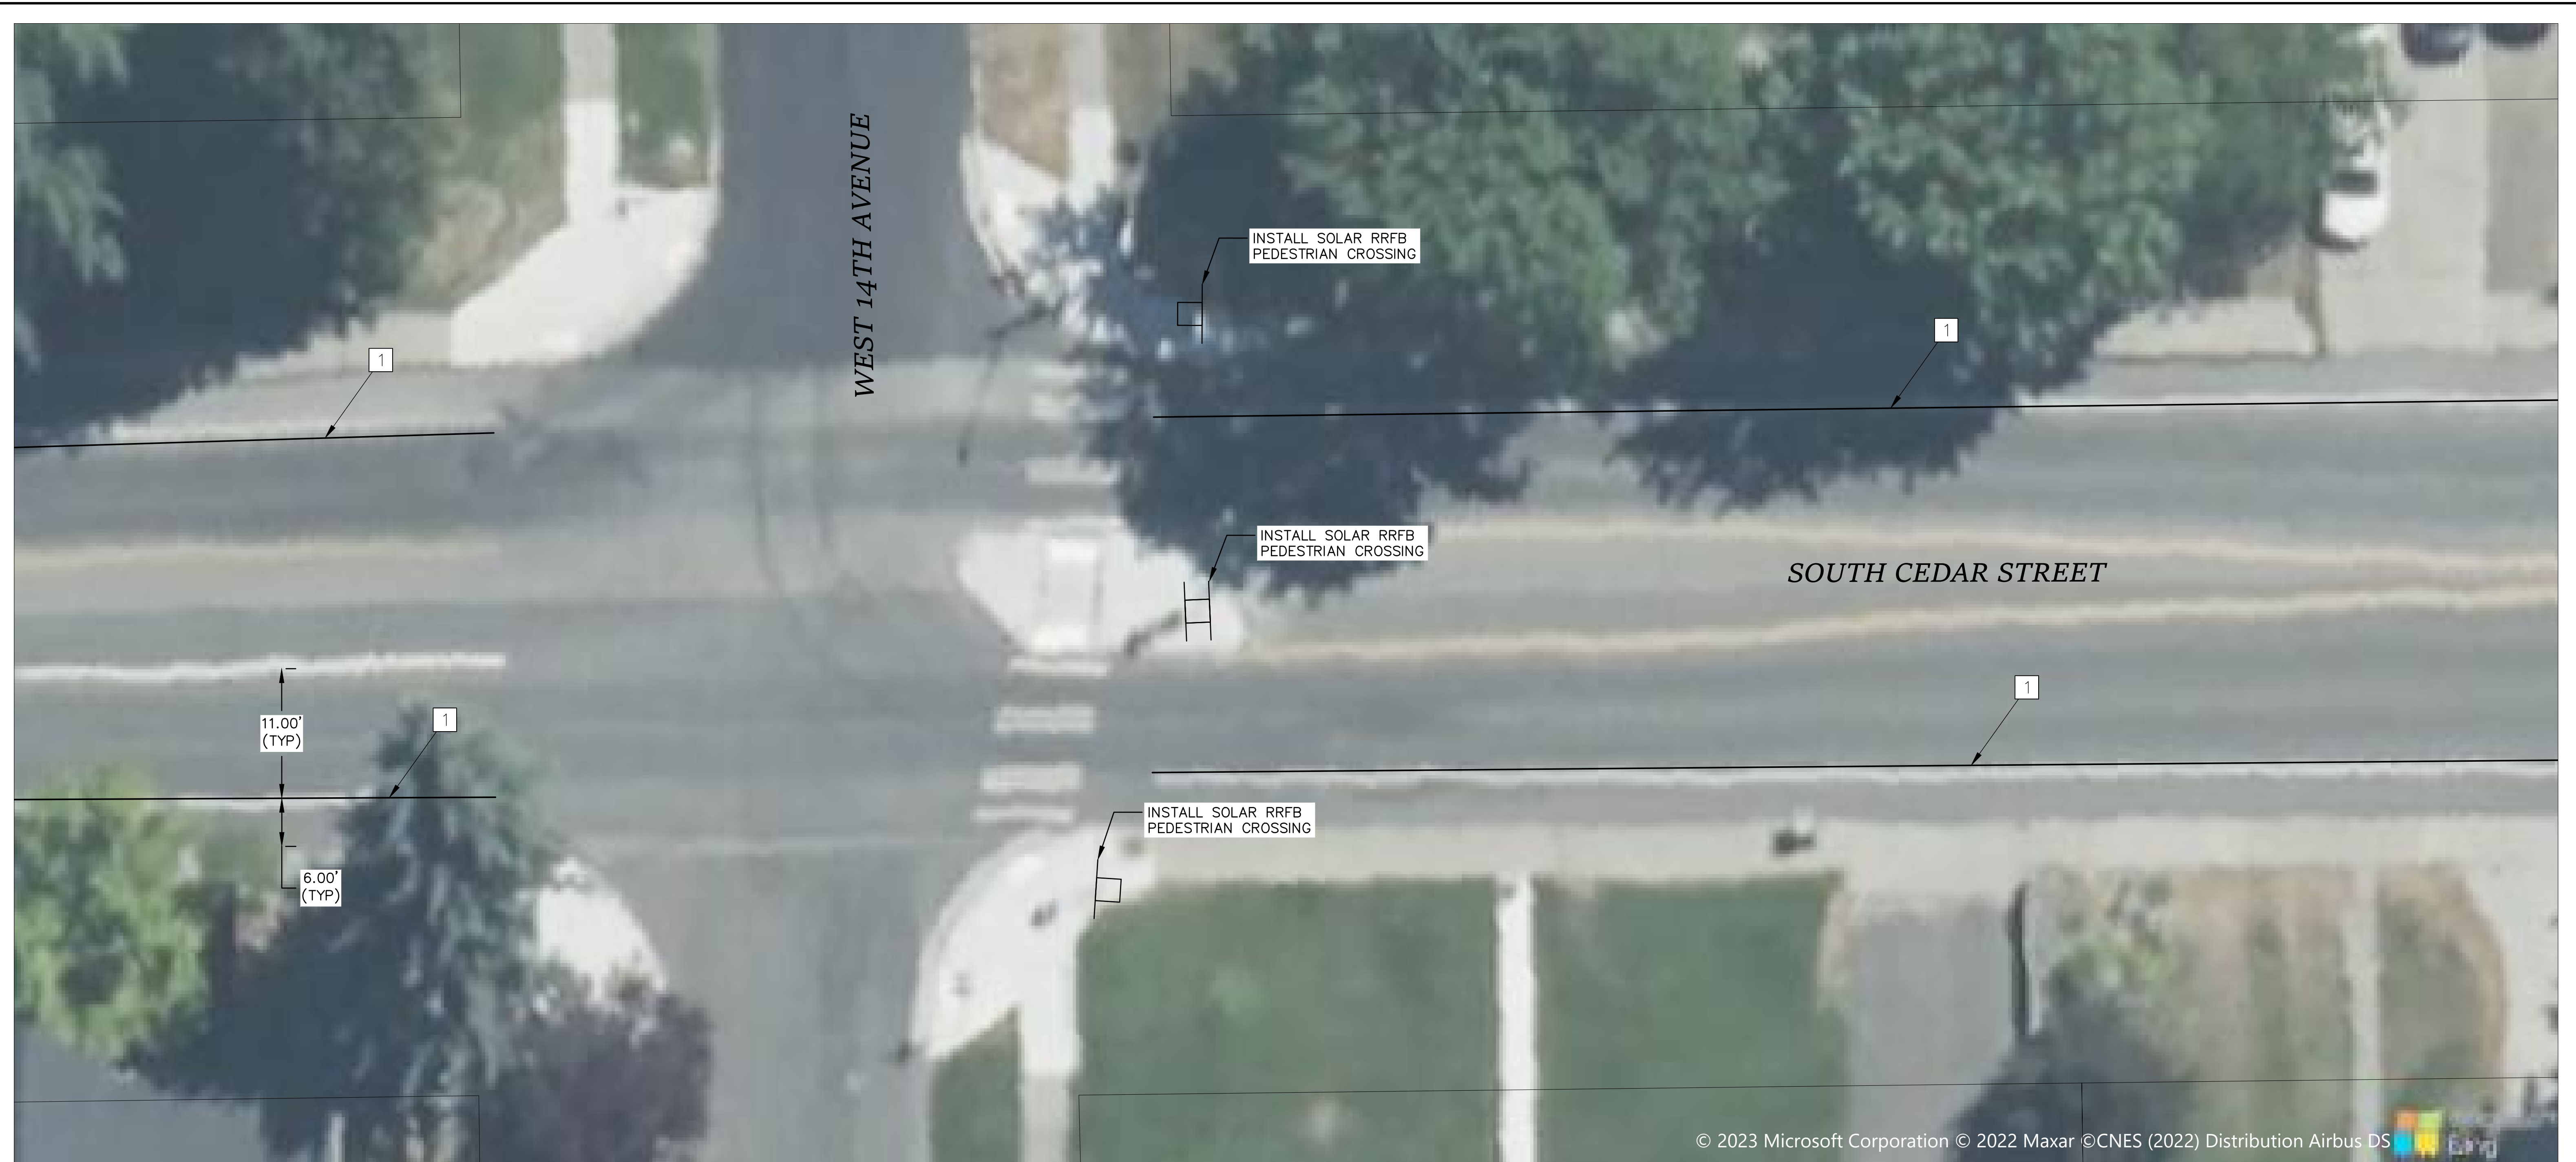 WEST 14TH AVENUE
INSTALL SOLAR RRFB
PEDESTRIAN CROSSING
1
1
INSTALL SOLAR RRFB
PEDESTRIAN CROSSING
SOUTH CEDAR STREET
1
1
11.00'
(TYP)
INSTALL SOLAR RRFB
PEDESTRIAN CROSSING
6.00'
(TYP)
© 2023 Microsoft Corporation © 2022 Maxar ©CNES (2022) Distribution Airbus DS